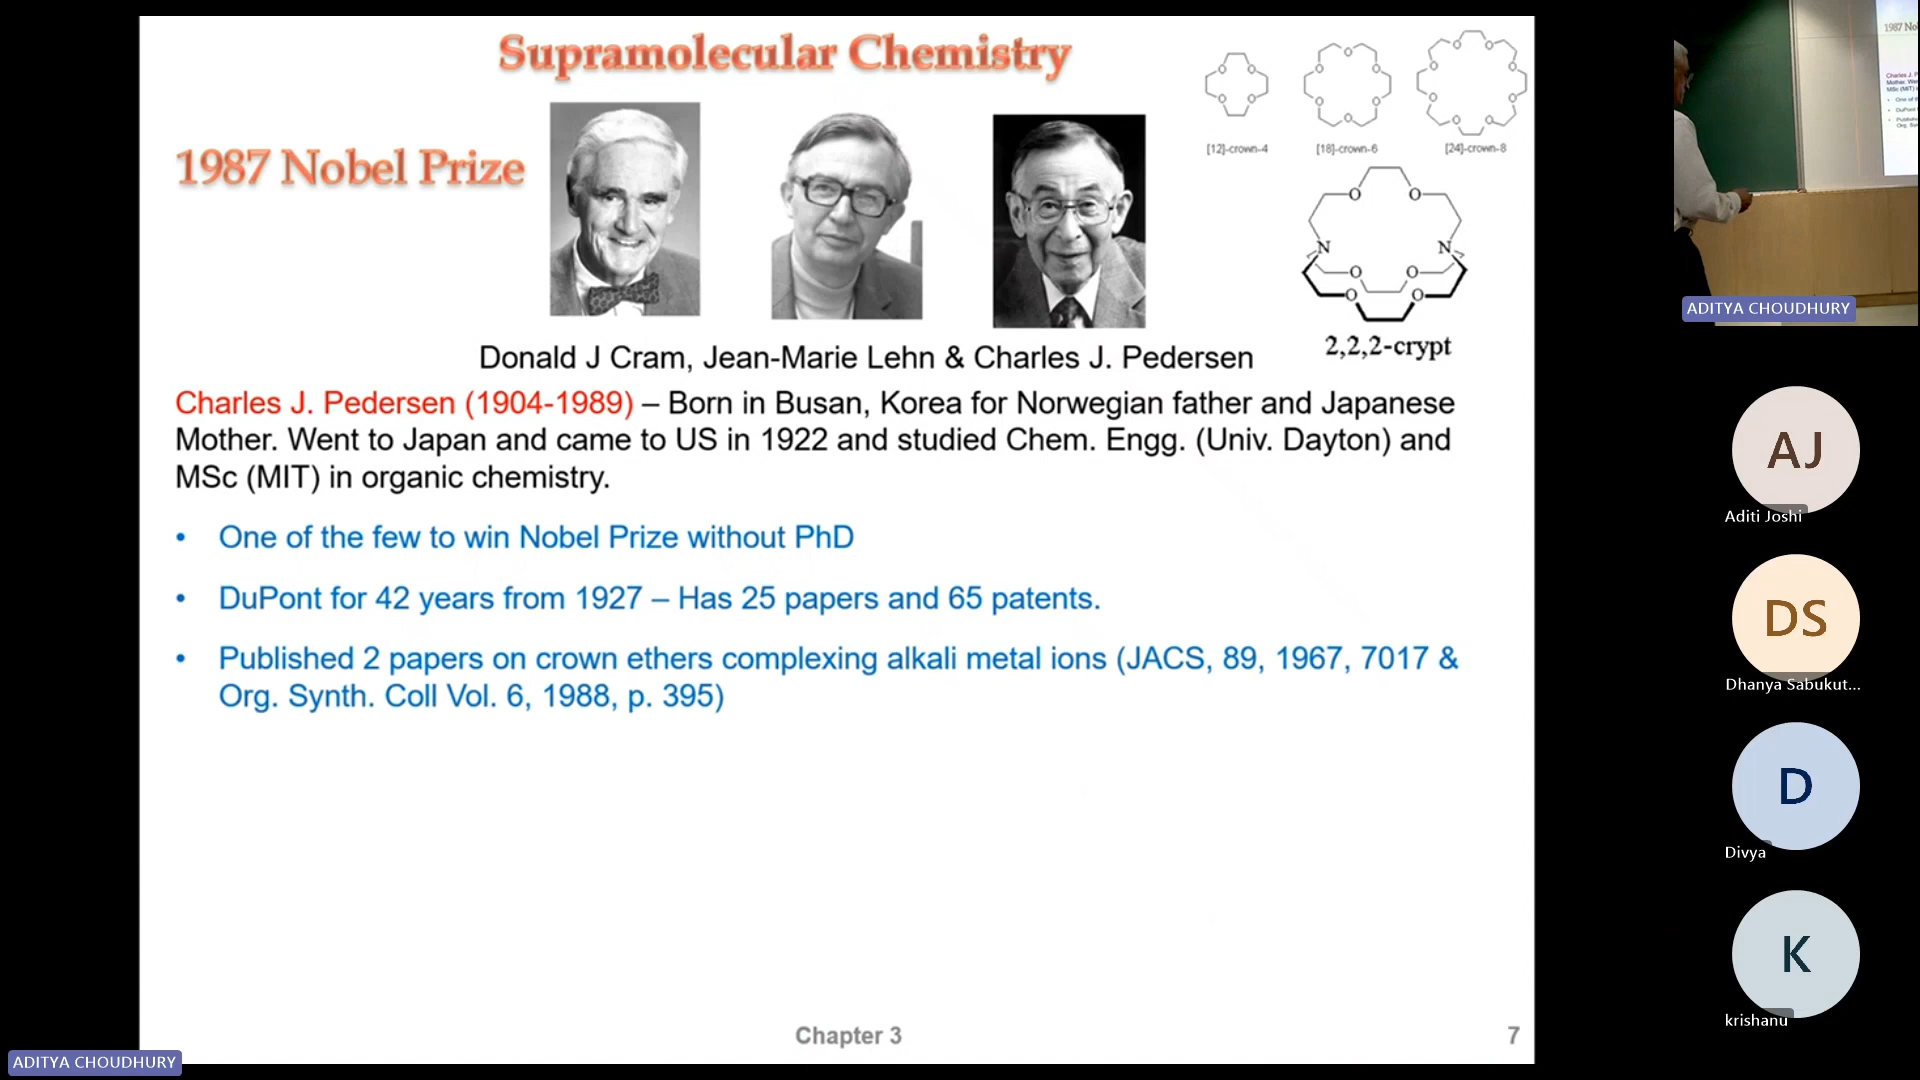 Supramolecular Chemistry
1987 Nobel Prize
[12]-crown-4
[18]-crown-6
[24]-crown-8
O O
N N
O O
O O
2,2,2-crypt
Donald J Cram, Jean-Marie Lehn & Charles J. Pedersen
Charles J. Pedersen (1904-1989) – Born in Busan, Korea for Norwegian father and Japanese
Mother. Went to Japan and came to US in 1922 and studied Chem. Engg. (Univ. Dayton) and
MSc (MIT) in organic chemistry.
• One of the few to win Nobel Prize without PhD
• DuPont for 42 years from 1927 – Has 25 papers and 65 patents.
• Published 2 papers on crown ethers complexing alkali metal ions (JACS, 89, 1967, 7017 &
Org. Synth. Coll Vol. 6, 1988, p. 395)
Chapter 3
7
ADITYA CHOUDHURY
1987 No
ADITYA CHOUDHURY
AJ
Aditi Joshi
DS
Dhanya Sabukut...
D
Divya
K
krishanu